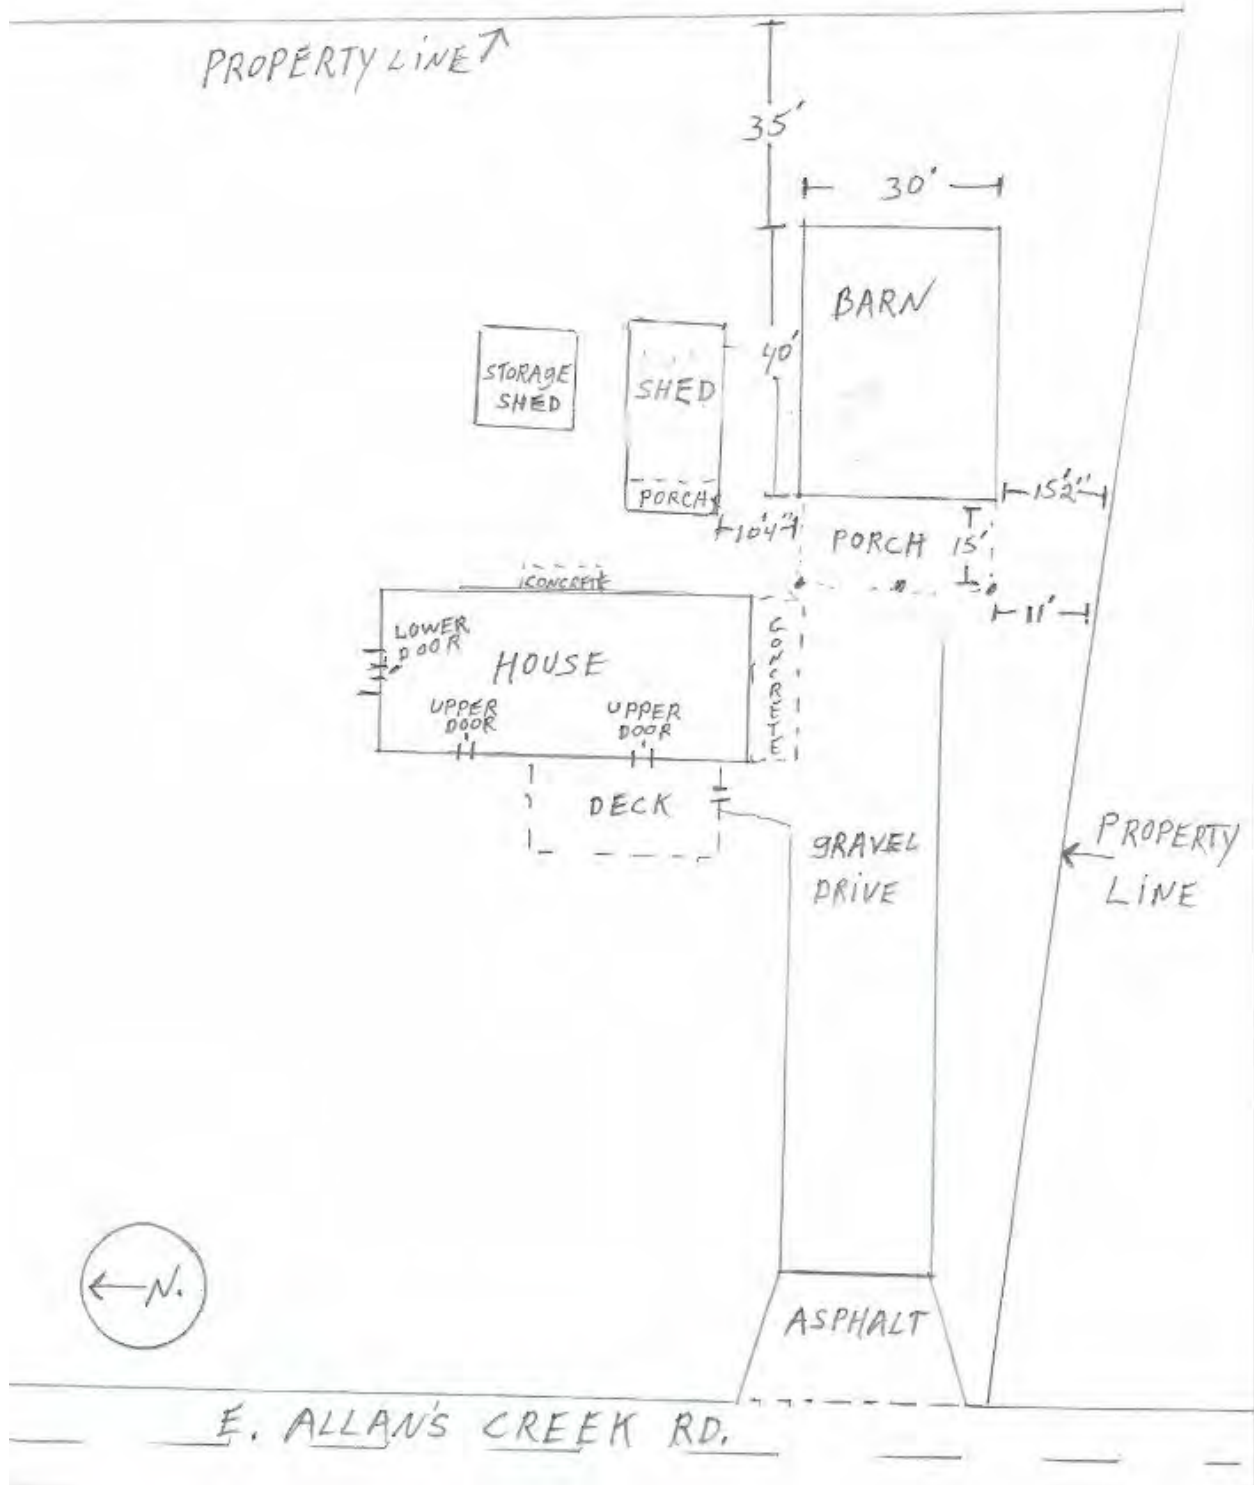 PROPERTY LINE
35'
30'
BARN
40'
STORAGE
SHED
SHED
PORCH
15'2"
10'4"
PORCH 15'
CONCRETE
11'
LOWER
DOOR
HOUSE
CONCRETE
UPPER
DOOR
UPPER
DOOR
DECK
GRAVEL
DRIVE
PROPERTY
LINE
N.
ASPHALT
E. ALLAN'S CREEK RD.